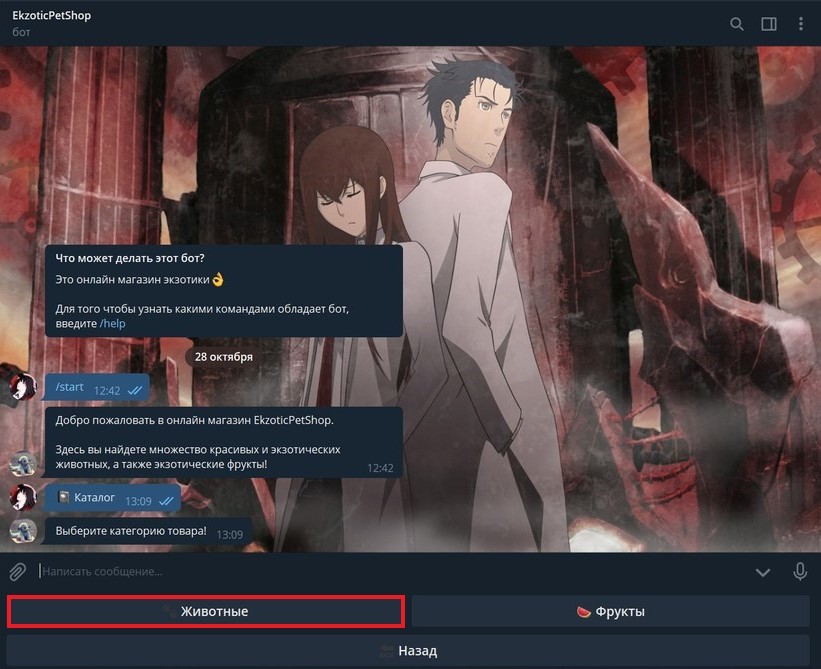 EkzoticPetShop
бот
Что может делать этот бот?
Это онлайн магазин экзотики👌
Для того чтобы узнать какими командами обладает бот,
введите /help
28 октября
/start 12:42
Добро пожаловать в онлайн магазин EkzoticPetShop.
Здесь вы найдете множество красивых и экзотических
животных, а также экзотические фрукты!
12:42
Каталог 13:09
Выберите категорию товара! 13:09
Написать сообщение...
Животные
🍉 Фрукты
Назад